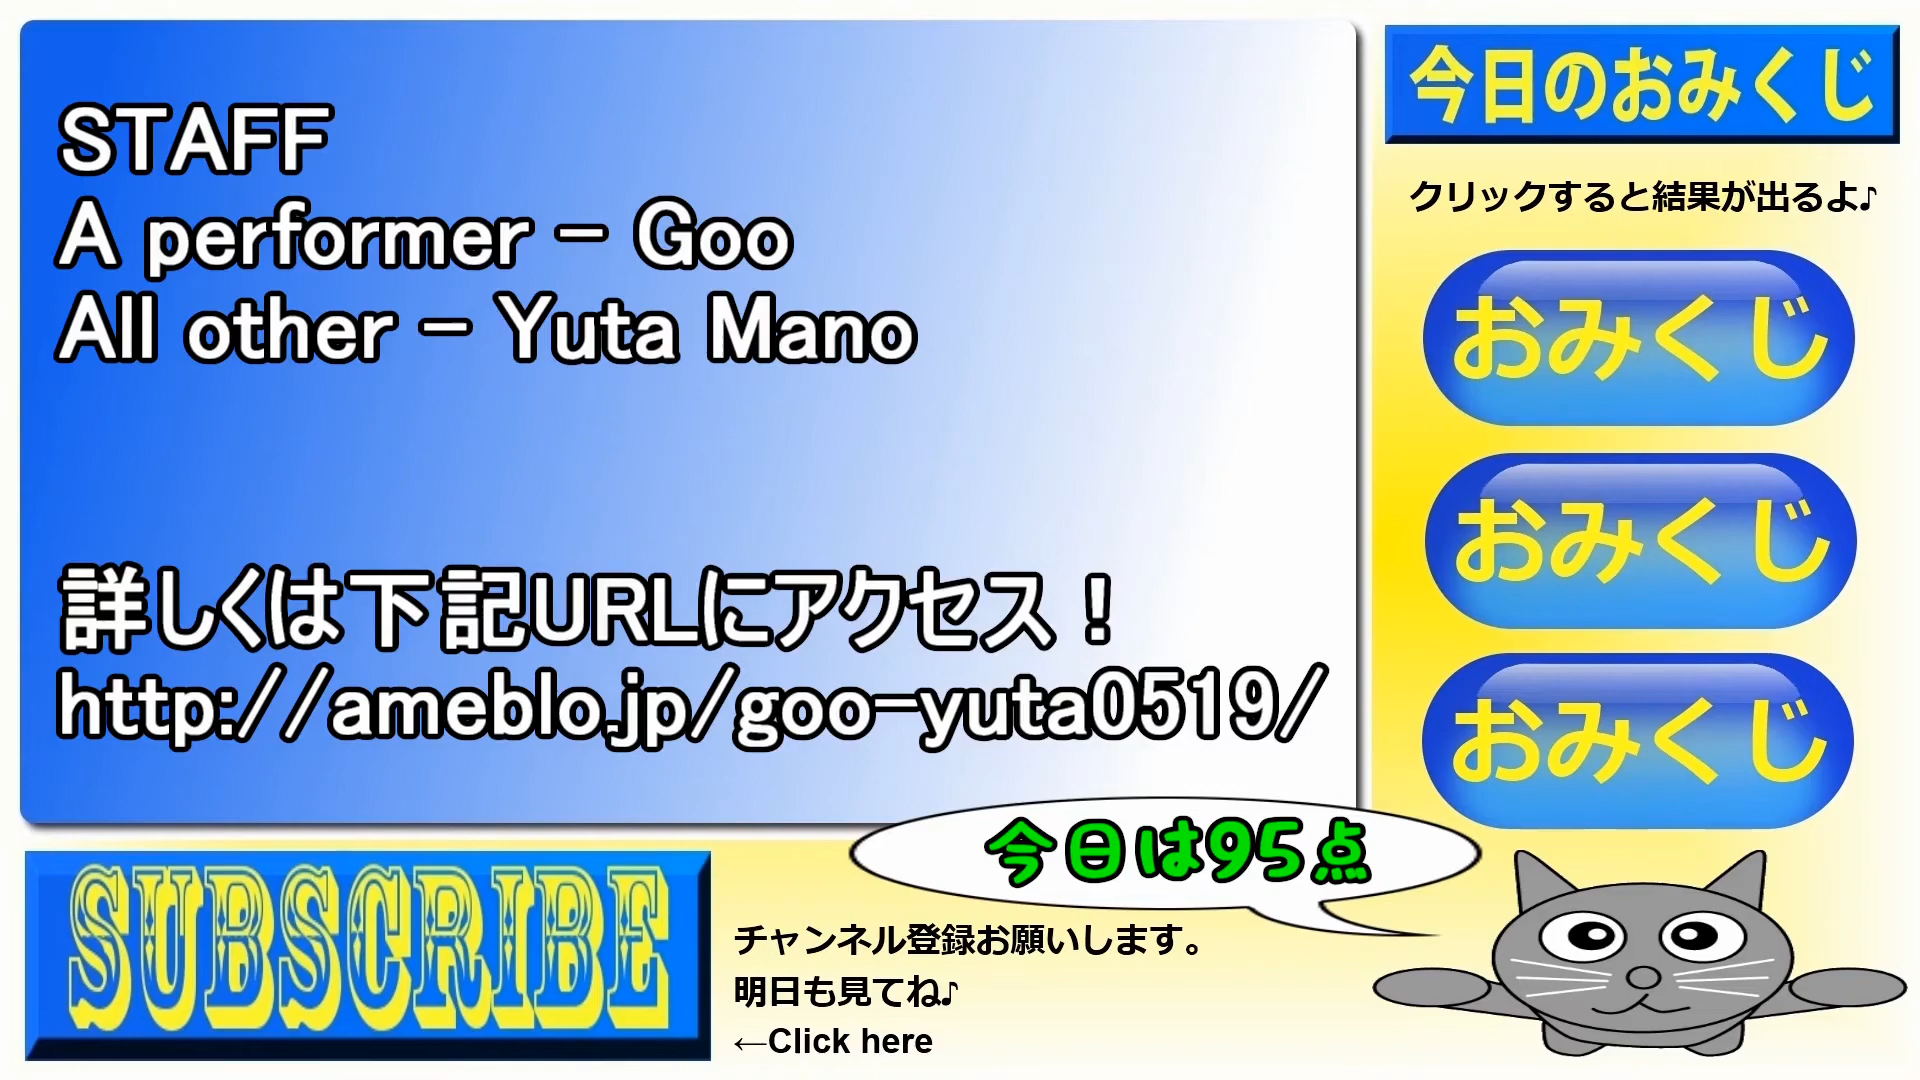 STAFF
A performer - Goo
All other - Yuta Mano
詳しくは下記URLにアクセス！
http://ameblo.jp/goo-yuta0519/
今日のおみくじ
クリックすると結果が出るよ♪
おみくじ
おみくじ
おみくじ
今日は95点
SUBSCRIBE
チャンネル登録お願いします。
明日も見てね♪
←Click here